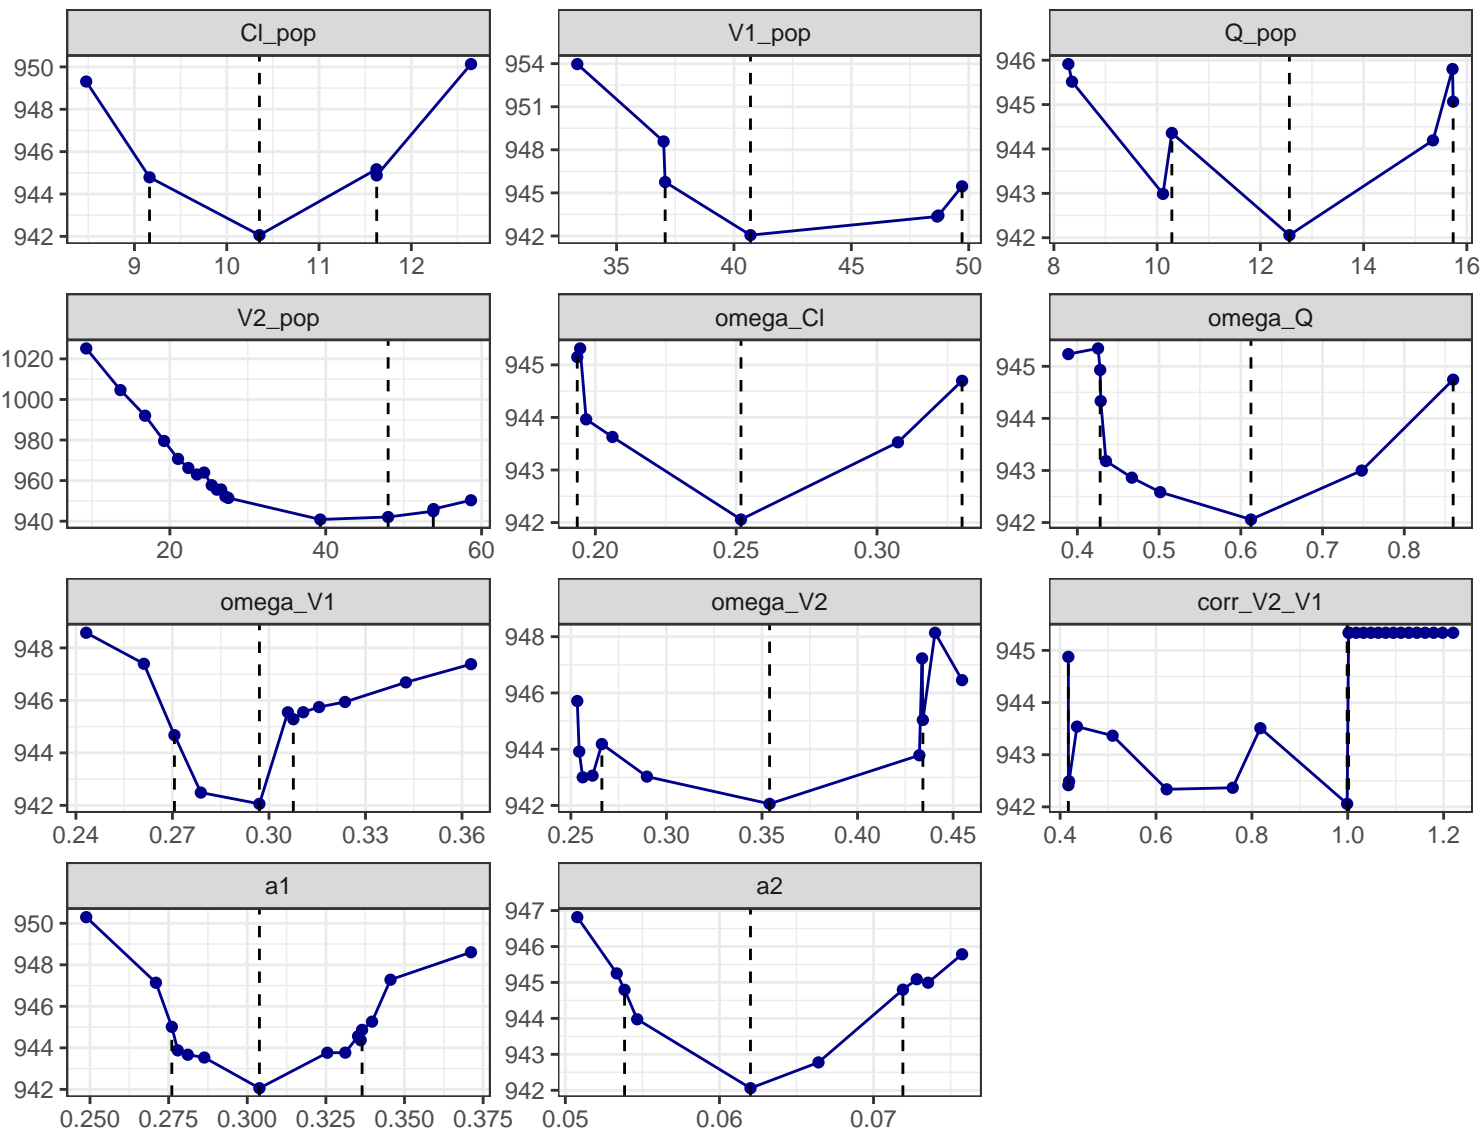 Cl_pop V1_pop Q_pop
950 948 946 944 942
954 951 948 945 942
946 945 944 943 942
9 10 11 12
35 40 45 50
8 10 12 14 16
V2_pop omega_Cl omega_Q
1020 1000 980 960 940
945 944 943 942
945 944 943 942
20 40 60
0.20 0.25 0.30
0.4 0.5 0.6 0.7 0.8
omega_V1 omega_V2 corr_V2_V1
948 946 944 942
948 946 944 942
945 944 943 942
0.24 0.27 0.30 0.33 0.36
0.25 0.30 0.35 0.40 0.45
0.4 0.6 0.8 1.0 1.2
a1 a2
950 948 946 944 942
947 946 945 944 943 942
0.250 0.275 0.300 0.325 0.350 0.375
0.05 0.06 0.07